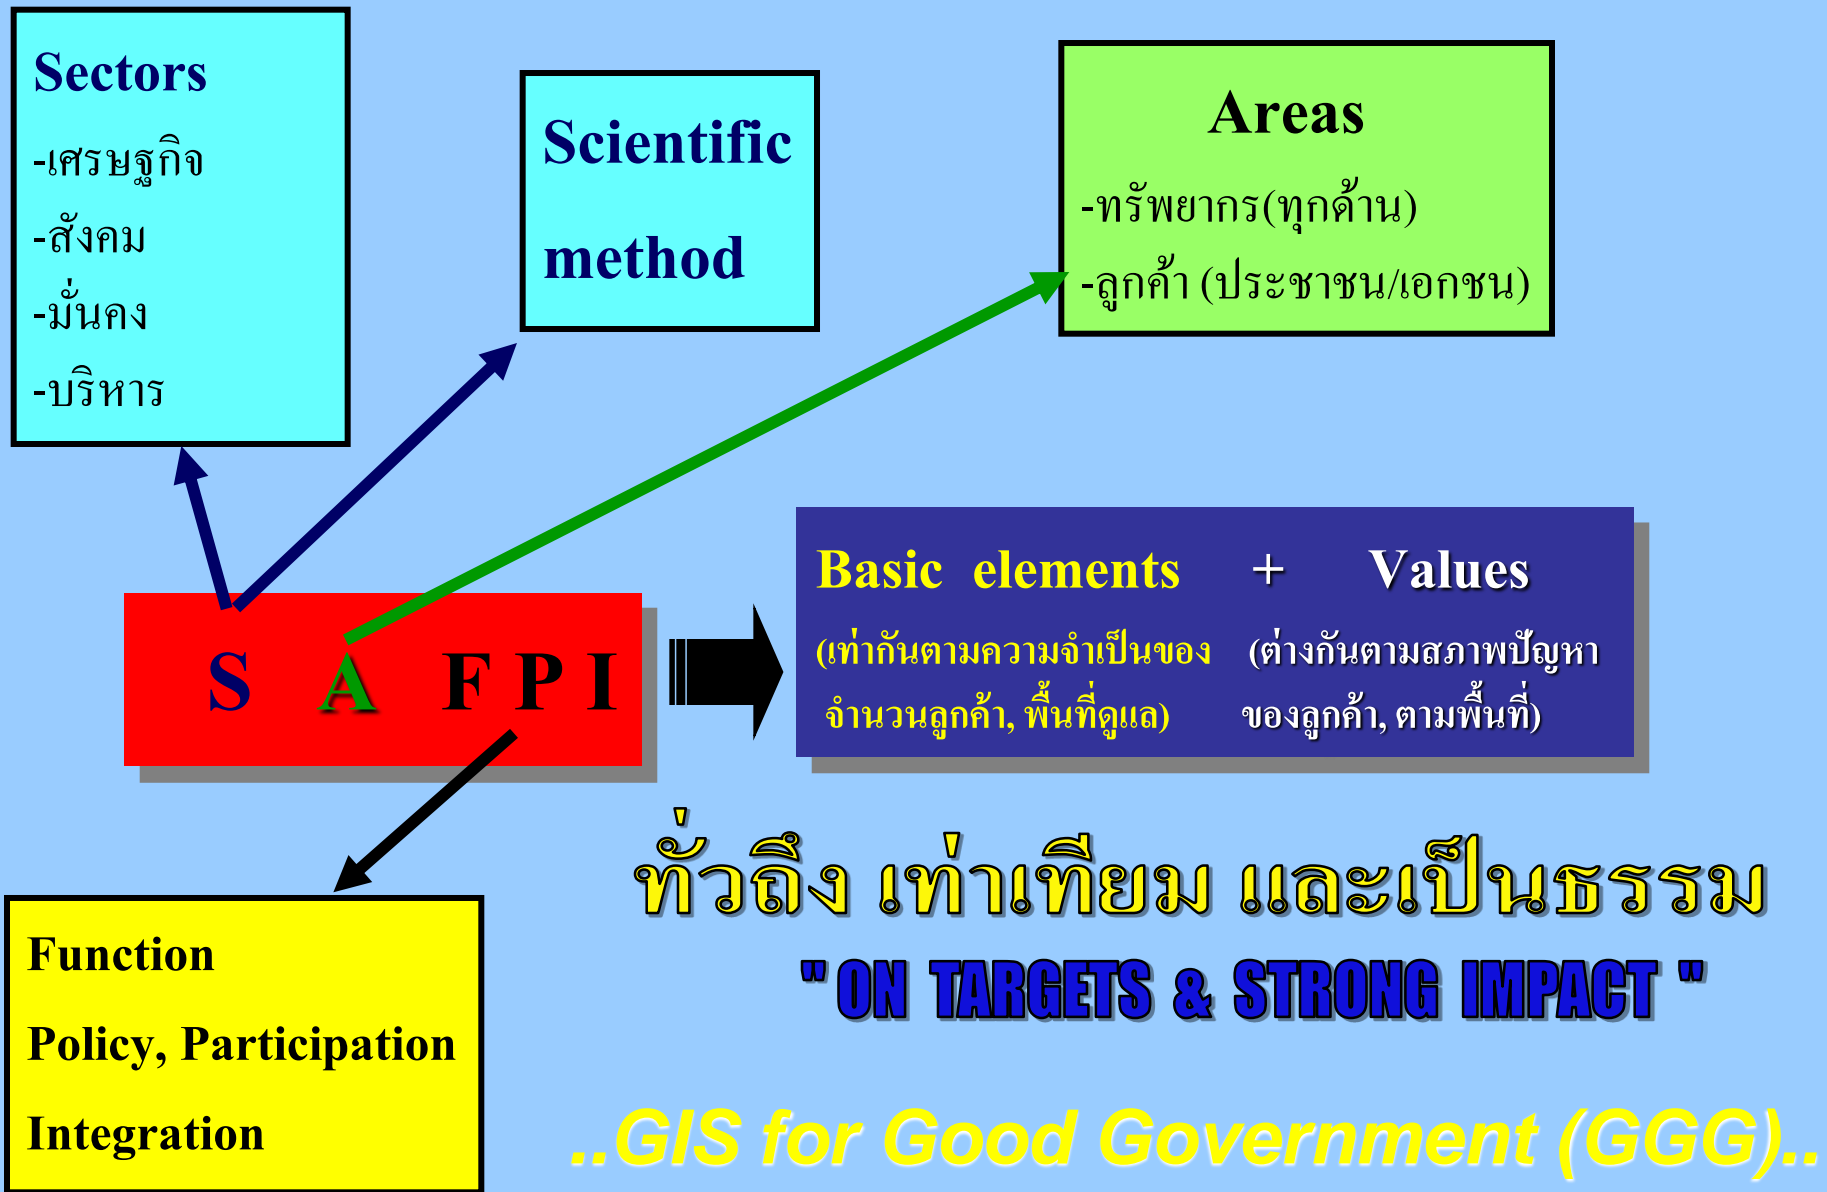 Sectors
-เศรษฐกิจ
-สังคม
-มั่นคง
-บริหาร
Scientific
method
Areas
-ทรัพยากร(ทุกด้าน)
-ลูกค้า (ประชาชน/เอกชน)
S A F P I
Basic elements + Values
(เท่ากันตามความจำเป็นของ (ต่างกันตามสภาพปัญหา
จำนวนลูกค้า, พื้นที่ดูแล) ของลูกค้า, ตามพื้นที่)
ทั่วถึง เท่าเทียม และเป็นธรรม
" ON TARGETS & STRONG IMPACT "
Function
Policy, Participation
Integration
..GIS for Good Government (GGG)..